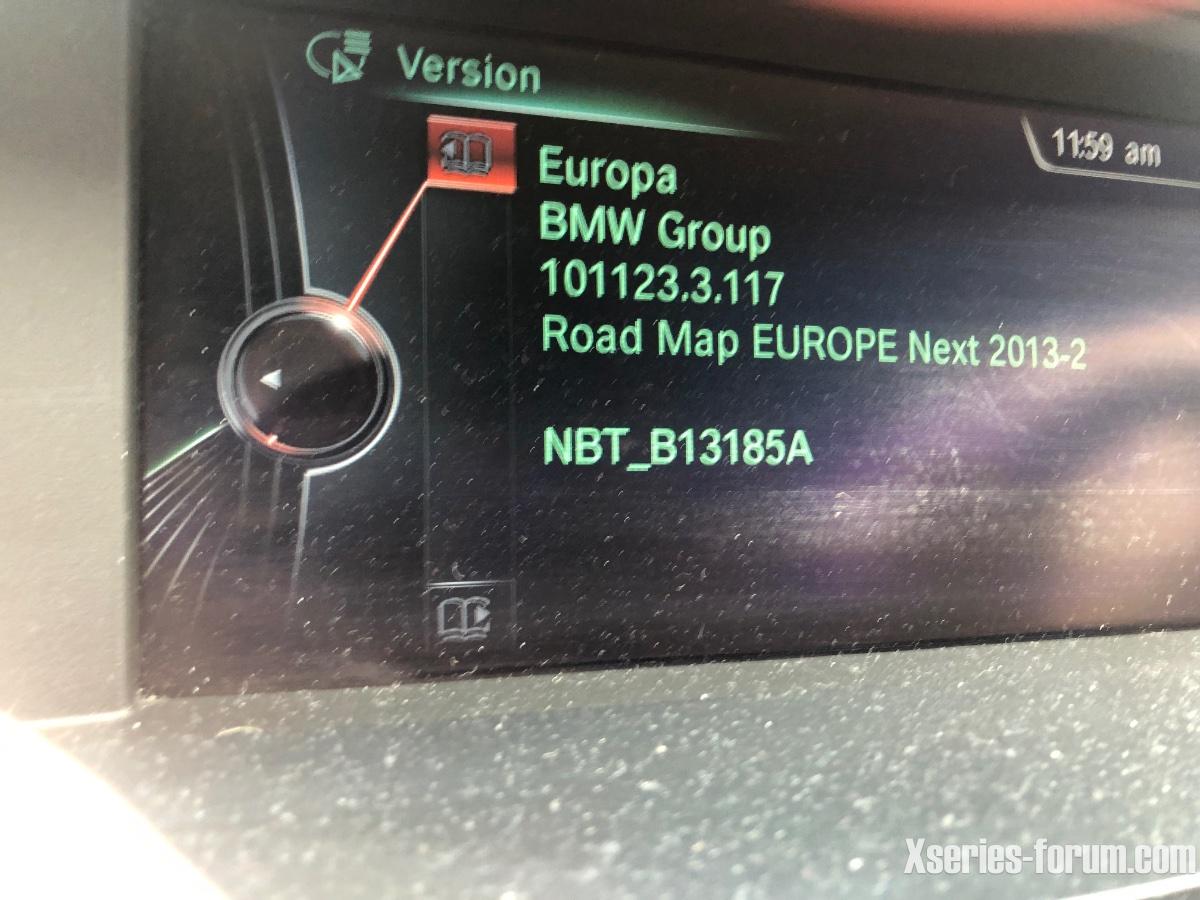 Version
11:59 am
Europa
BMW Group
101123.3.117
Road Map EUROPE Next 2013-2
NBT_B13185A
Xseries-forum.com